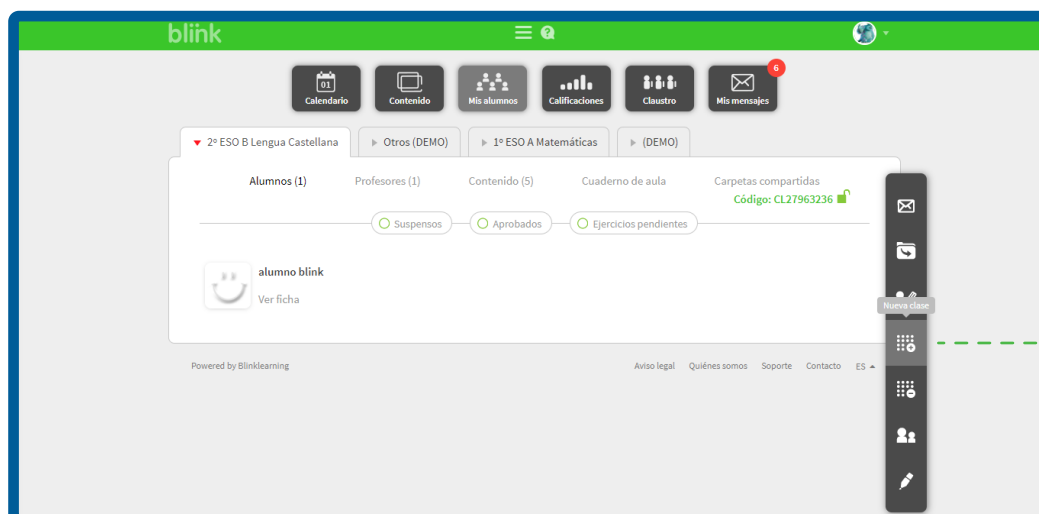 blink
6
01
Calendario
Contenido
Mis alumnos
Calificaciones
Claustro
Mis mensajes
2º ESO B Lengua Castellana
Otros (DEMO)
1º ESO A Matemáticas
(DEMO)
Alumnos (1)
Profesores (1)
Contenido (5)
Cuaderno de aula
Carpetas compartidas
Código: CL27963236
Suspensos
Aprobados
Ejercicios pendientes
alumno blink
Ver ficha
Nueva clase
Powered by Blinklearning
Aviso legal
Quiénes somos
Soporte
Contacto
ES